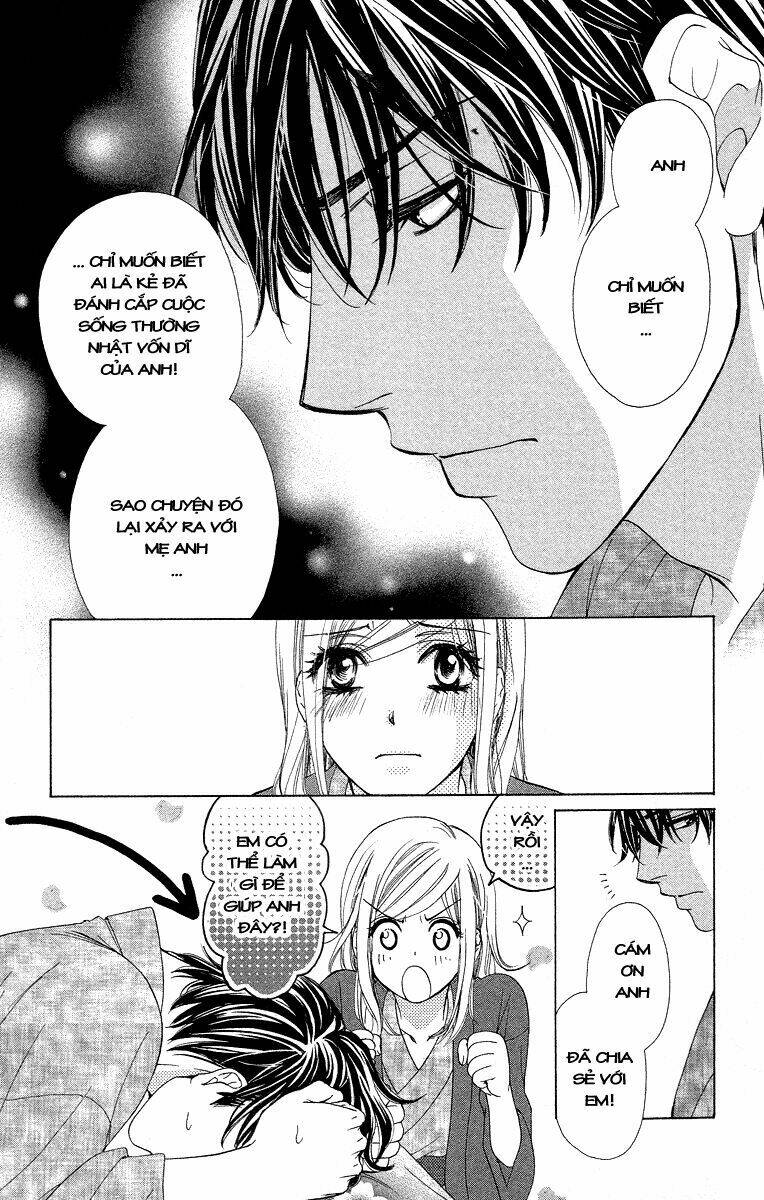 ANH
CHỈ MUỐN
BIẾT
...
... CHỈ MUỐN BIẾT
AI LÀ KẺ ĐÃ
ĐÁNH CẮP CUỘC
SỐNG THƯỜNG
NHẬT VỐN DĨ
CỦA ANH!
SAO CHUYỆN ĐÓ
LẠI XẢY RA VỚI
MẸ ANH
...
CÁM
ƠN
ANH
ĐÃ CHIA
SẺ VỚI
EM!
VẬY
RỒI
...
EM CÓ
THỂ LÀM
GÌ ĐỂ
GIÚP ANH
ĐÂY?!